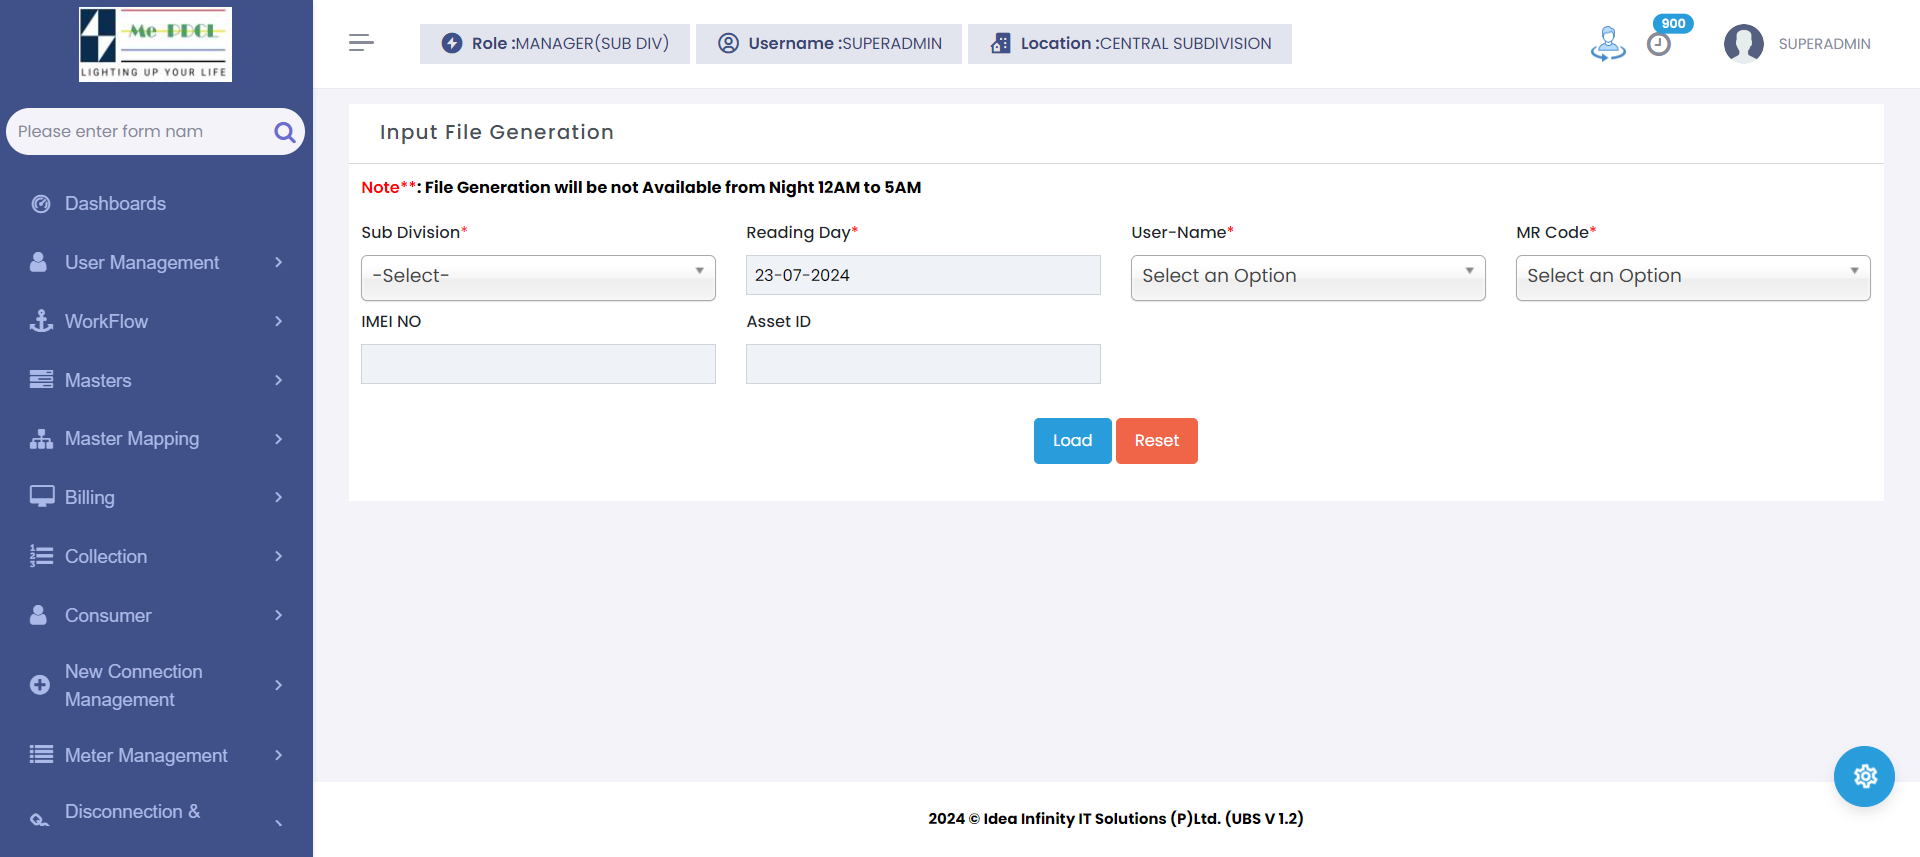 Me PDCL
LIGHTING UP YOUR LIFE
Please enter form nam
Dashboards
User Management
WorkFlow
Masters
Master Mapping
Billing
Collection
Consumer
New Connection
Management
Meter Management
Disconnection &
Role :MANAGER(SUB DIV)
Username :SUPERADMIN
Location :CENTRAL SUBDIVISION
900
SUPERADMIN
Input File Generation
Note**: File Generation will be not Available from Night 12AM to 5AM
Sub Division*
Reading Day*
User-Name*
MR Code*
-Select-
23-07-2024
Select an Option
Select an Option
IMEI NO
Asset ID
Load
Reset
2024 © Idea Infinity IT Solutions (P)Ltd. (UBS V 1.2)